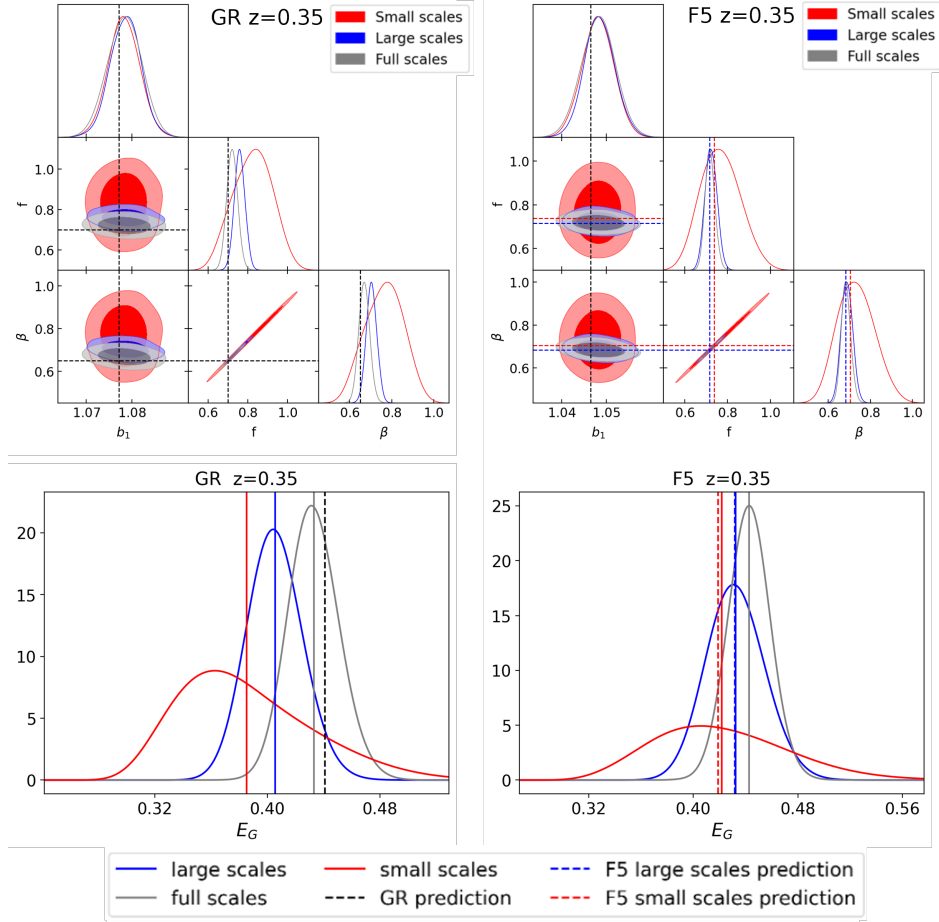 GR z=0.35
Small scales
Large scales
Full scales
1.0
f
0.8
0.6
1.0
β
0.8
0.6
1.07 1.08 0.6 0.8 1.0 0.6 0.8 1.0
b1 f β
F5 z=0.35
Small scales
Large scales
Full scales
1.0
f
0.8
0.6
1.0
β
0.8
0.6
1.04 1.05 0.6 0.8 1.0 0.6 0.8 1.0
b1 f β
GR z=0.35
20
15
10
5
0
0.32 0.40 0.48
EG
F5 z=0.35
25
20
15
10
5
0
0.32 0.40 0.48 0.56
EG
large scales small scales F5 large scales prediction
full scales GR prediction F5 small scales prediction